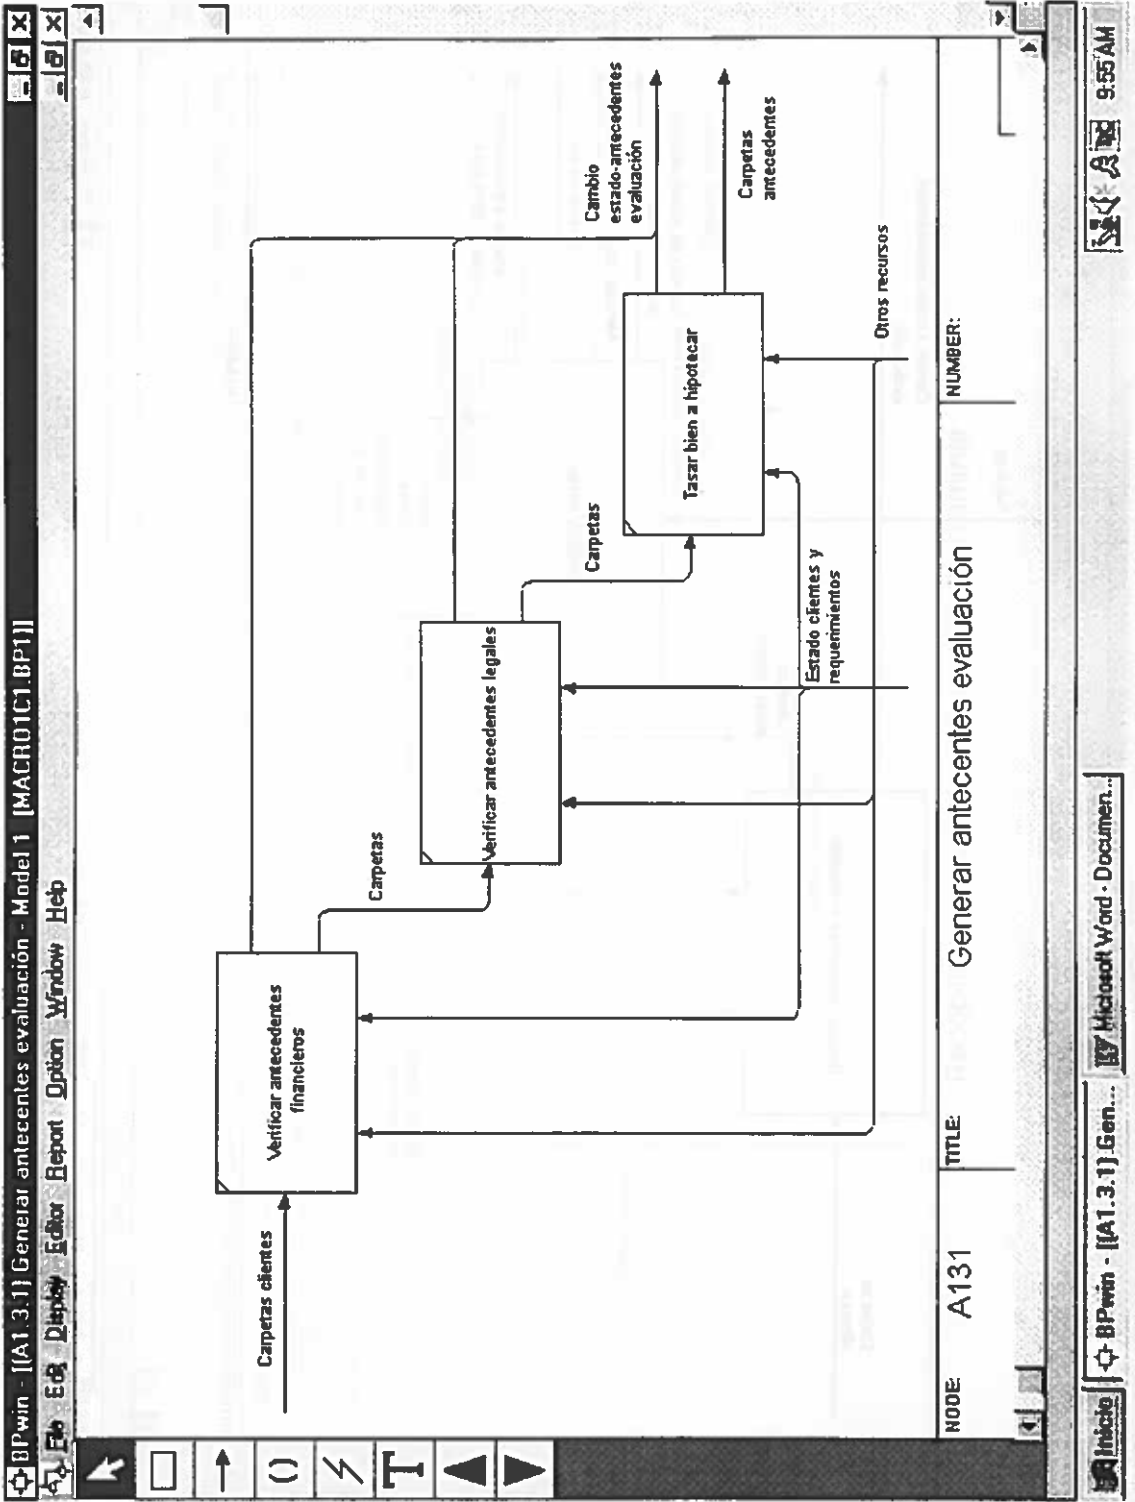 BPwin - [(A1.3.1) Generar antecentes evaluación - Model 1 [MACRO1C1.BP1]]
File Edit Display Editor Report Option Window Help
Carpetas clientes
Verificar antecedentes
financieros
Carpetas
Verificar antecedentes legales
Carpetas
Tasar bien a hipotecar
Cambio
estado-antecedentes
evaluación
Carpetas
antecedentes
Estado clientes y
requerimientos
Otros recursos
NODE: A131
TITLE: Generar antecentes evaluación
NUMBER:
Inicio
BPwin - [(A1.3.1) Gen...
Microsoft Word - Documen...
9:55 AM